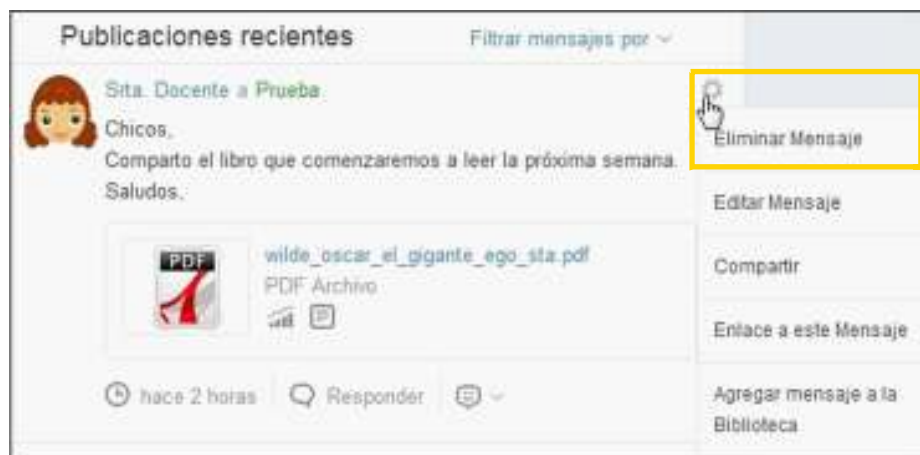 Publicaciones recientes
Filtrar mensajes por
Srta. Docente a Prueba
Chicos,
Comparto el libro que comenzaremos a leer la próxima semana.
Saludos,
PDF
wilde_oscar_el_gigante_ego_sta.pdf
PDF Archivo
hace 2 horas
Responder
Eliminar Mensaje
Editar Mensaje
Compartir
Enlace a este Mensaje
Agregar mensaje a la
Biblioteca